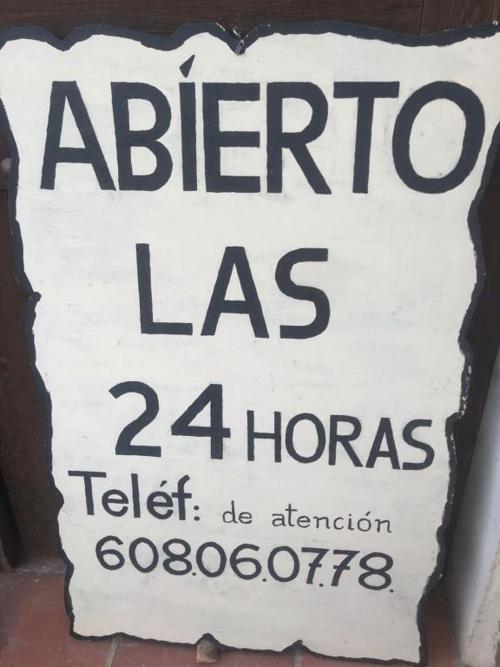 ABÍERTO
LAS
24 HORAS
Teléf: de atención
608.06.07.78.